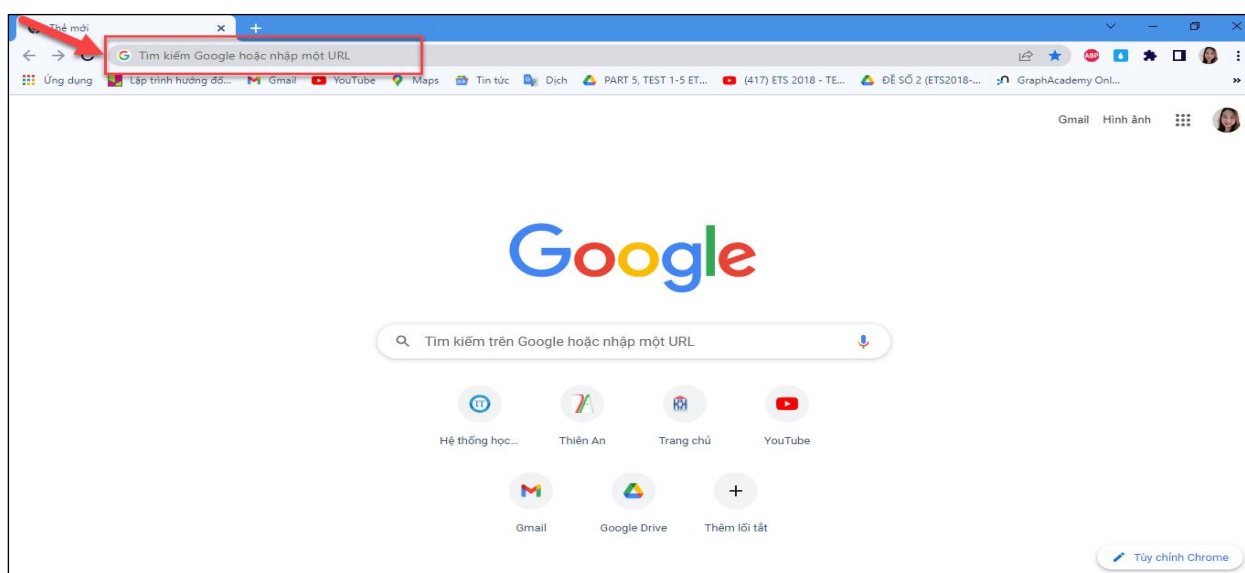 Thẻ mới
Tìm kiếm Google hoặc nhập một URL
ABP
Ứng dụng Lập trình hướng đố... Gmail YouTube Maps Tin tức Dịch PART 5, TEST 1-5 ET... (417) ETS 2018 - TE... ĐỀ SỐ 2 (ETS2018-... GraphAcademy Onl... »
Gmail Hình ảnh
Google
Tìm kiếm trên Google hoặc nhập một URL
Hệ thống học... Thiên An Trang chủ YouTube
Gmail Google Drive Thêm lối tắt
Tùy chỉnh Chrome